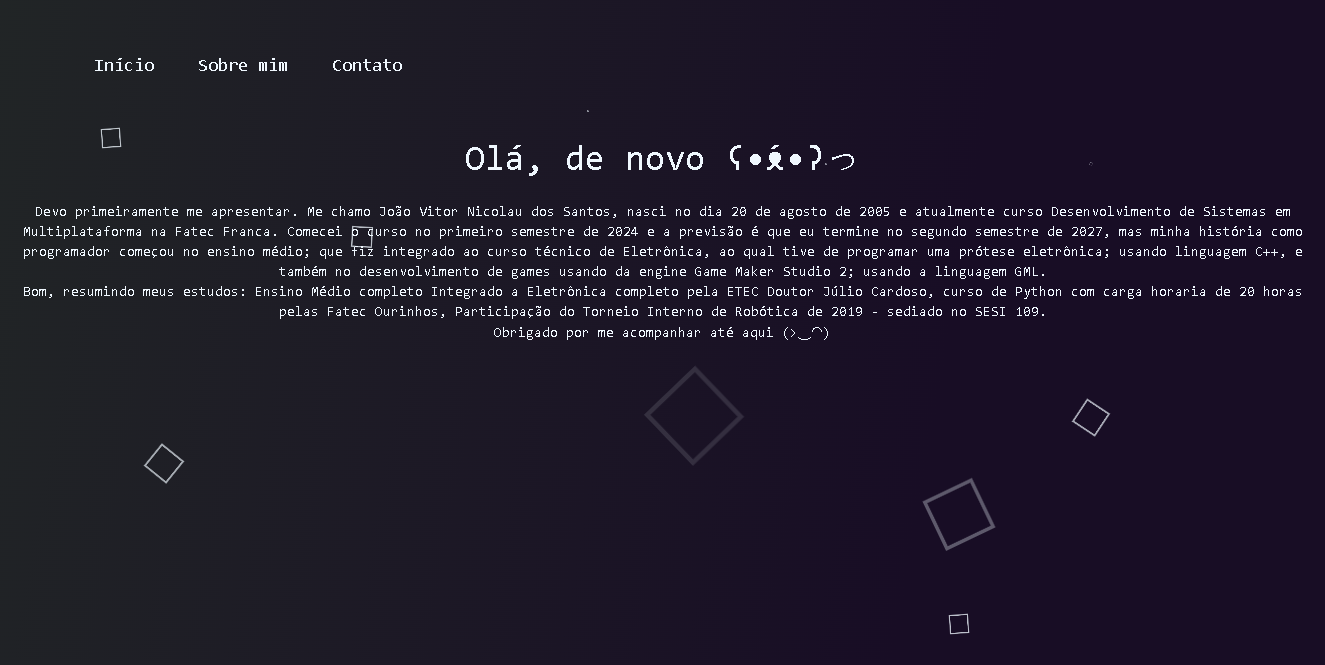 Início Sobre mim Contato
Olá, de novo ʕ•ᴥ́•ʔっ
Devo primeiramente me apresentar. Me chamo João Vitor Nicolau dos Santos, nasci no dia 20 de agosto de 2005 e atualmente curso Desenvolvimento de Sistemas em
Multiplataforma na Fatec Franca. Comecei o curso no primeiro semestre de 2024 e a previsão é que eu termine no segundo semestre de 2027, mas minha história como
programador começou no ensino médio; que fiz integrado ao curso técnico de Eletrônica, ao qual tive de programar uma prótese eletrônica; usando linguagem C++, e
também no desenvolvimento de games usando da engine Game Maker Studio 2; usando a linguagem GML.
Bom, resumindo meus estudos: Ensino Médio completo Integrado a Eletrônica completo pela ETEC Doutor Júlio Cardoso, curso de Python com carga horaria de 20 horas
pelas Fatec Ourinhos, Participação do Torneio Interno de Robótica de 2019 - sediado no SESI 109.
Obrigado por me acompanhar até aqui (>‿◠)